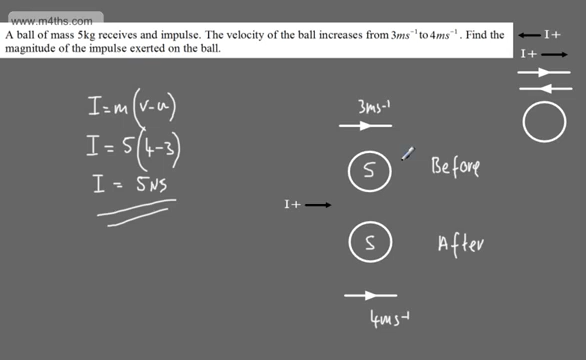 www.m4ths.com
A ball of mass 5kg receives and impulse. The velocity of the ball increases from 3ms⁻¹ to 4ms⁻¹. Find the
magnitude of the impulse exerted on the ball.
I+
I+
I = m(v-u)
I = 5(4-3)
I = 5Ns
3ms⁻¹
5
Before
I+
5
After
4ms⁻¹